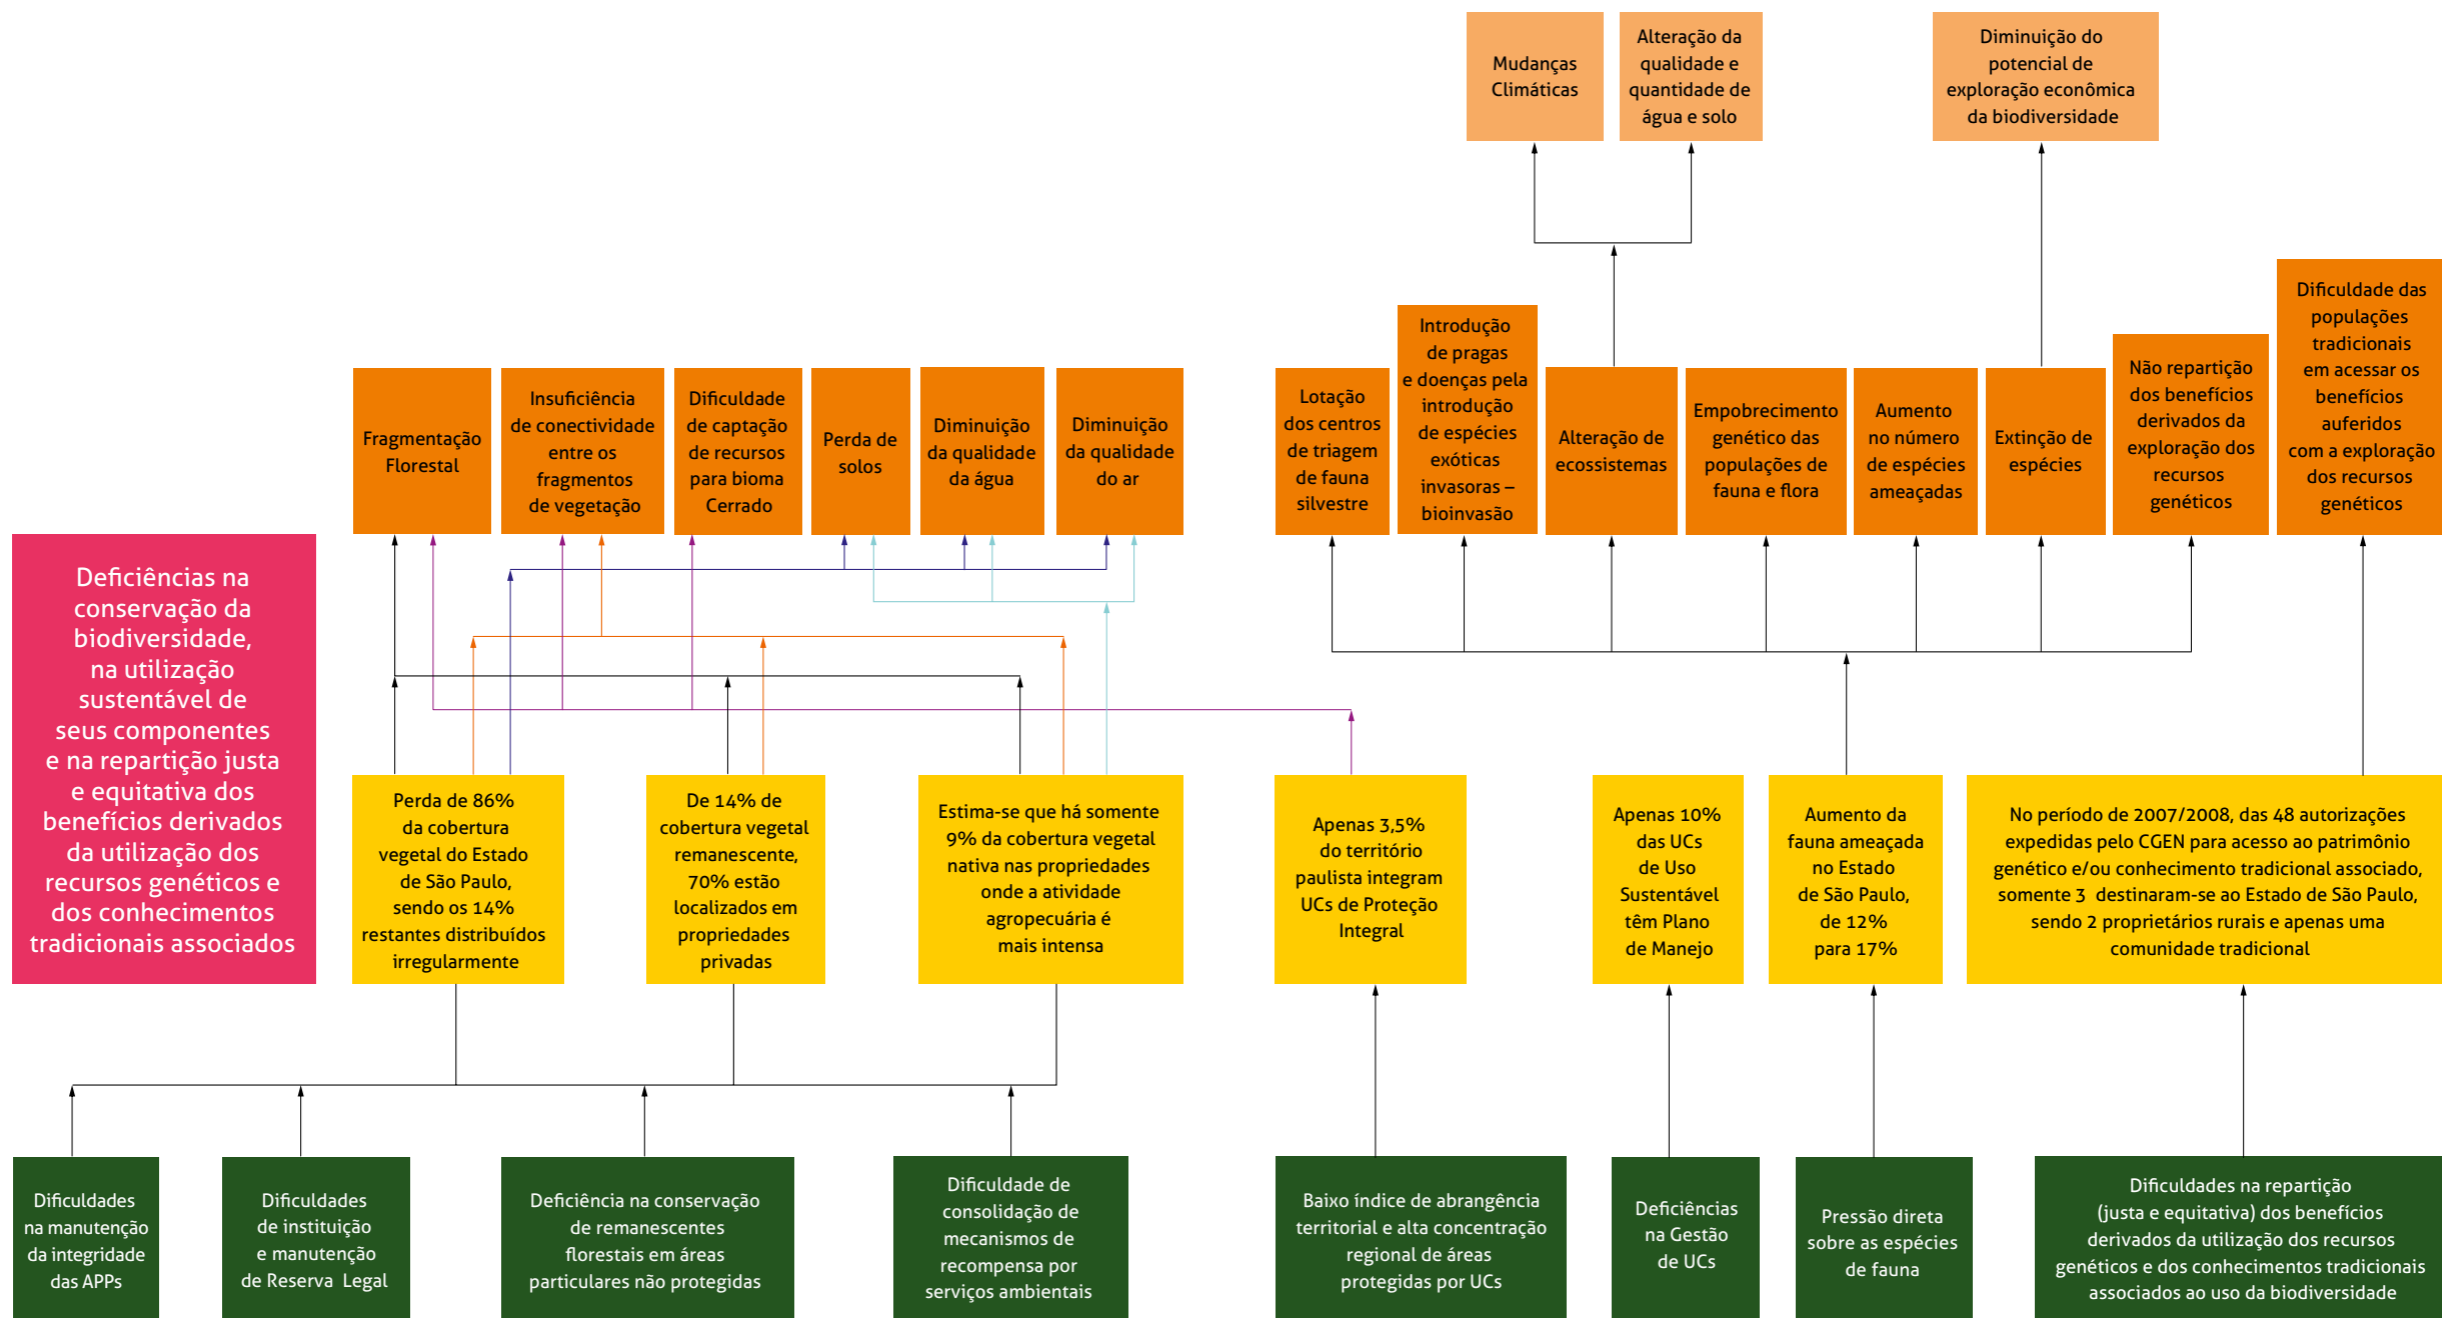 Mudanças
Climáticas
Alteração da
qualidade e
quantidade de
água e solo
Diminuição do
potencial de
exploração econômica
da biodiversidade
Fragmentação
Florestal
Insuficiência
de conectividade
entre os
fragmentos
de vegetação
Dificuldade
de captação
de recursos
para bioma
Cerrado
Perda de
solos
Diminuição
da qualidade
da água
Diminuição
da qualidade
do ar
Lotação
dos centros
de triagem
de fauna
silvestre
Introdução
de pragas
e doenças pela
introdução
de espécies
exóticas
invasoras –
bioinvasão
Alteração de
ecossistemas
Empobrecimento
genético das
populações de
fauna e flora
Aumento
no número
de espécies
ameaçadas
Extinção de
espécies
Não repartição
dos benefícios
derivados da
exploração dos
recursos
genéticos
Dificuldade das
populações
tradicionais
em acessar os
benefícios
auferidos
com a exploração
dos recursos
genéticos
Deficiências na
conservação da
biodiversidade,
na utilização
sustentável de
seus componentes
e na repartição justa
e equitativa dos
benefícios derivados
da utilização dos
recursos genéticos e
dos conhecimentos
tradicionais associados
Perda de 86%
da cobertura
vegetal do Estado
de São Paulo,
sendo os 14%
restantes distribuídos
irregularmente
De 14% de
cobertura vegetal
remanescente,
70% estão
localizados em
propriedades
privadas
Estima-se que há somente
9% da cobertura vegetal
nativa nas propriedades
onde a atividade
agropecuária é
mais intensa
Apenas 3,5%
do território
paulista integram
UCs de Proteção
Integral
Apenas 10%
das UCs
de Uso
Sustentável
têm Plano
de Manejo
Aumento da
fauna ameaçada
no Estado
de São Paulo,
de 12%
para 17%
No período de 2007/2008, das 48 autorizações
expedidas pelo CGEN para acesso ao patrimônio
genético e/ou conhecimento tradicional associado,
somente 3 destinaram-se ao Estado de São Paulo,
sendo 2 proprietários rurais e apenas uma
comunidade tradicional
Dificuldades
na manutenção
da integridade
das APPs
Dificuldades
de instituição
e manutenção
de Reserva Legal
Deficiência na conservação
de remanescentes
florestais em áreas
particulares não protegidas
Dificuldade de
consolidação de
mecanismos de
recompensa por
serviços ambientais
Baixo índice de abrangência
territorial e alta concentração
regional de áreas
protegidas por UCs
Deficiências
na Gestão
de UCs
Pressão direta
sobre as espécies
de fauna
Dificuldades na repartição
(justa e equitativa) dos benefícios
derivados da utilização dos recursos
genéticos e dos conhecimentos tradicionais
associados ao uso da biodiversidade